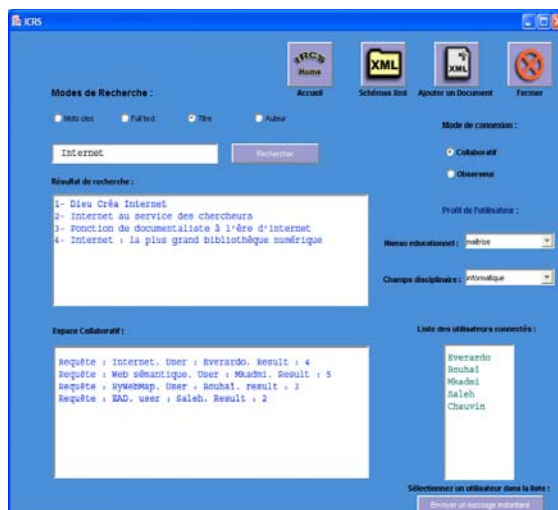 ICRS
IRCS
Home
XML
XML
Accueil
Schémas Xml
Ajouter un Document
Fermer
Modes de Recherche :
Mots cles
Full text
Titre
Auteur
Mode de connexion :
Internet
Rechercher
Collaboratif
Observeur
Résultat de recherche :
1- Dieu Créa Internet
2- Internet au service des chercheurs
3- Fonction de documentaliste à l'ère d'internet
4- Internet : la plus grand bibliothèque numérique
Profil de l'utilisateur :
Niveau educationnel :
maitrise
Champs disciplinaire :
informatique
Espace Collaboratif :
Liste des utilisateurs connectés :
Requête : Internet. User : Everardo. Result : 4
Requête : Web sémantique. User : Mkadmi. Result : 5
Requête : HyWebMap. User : Bouhaï. result : 3
Requête : EAD. user : Saleh. Result : 2
Everardo
Bouhaï
Mkadmi
Saleh
Chauvin
Sélectionnez un utilisateur dans la liste :
Envoyer un message instantané